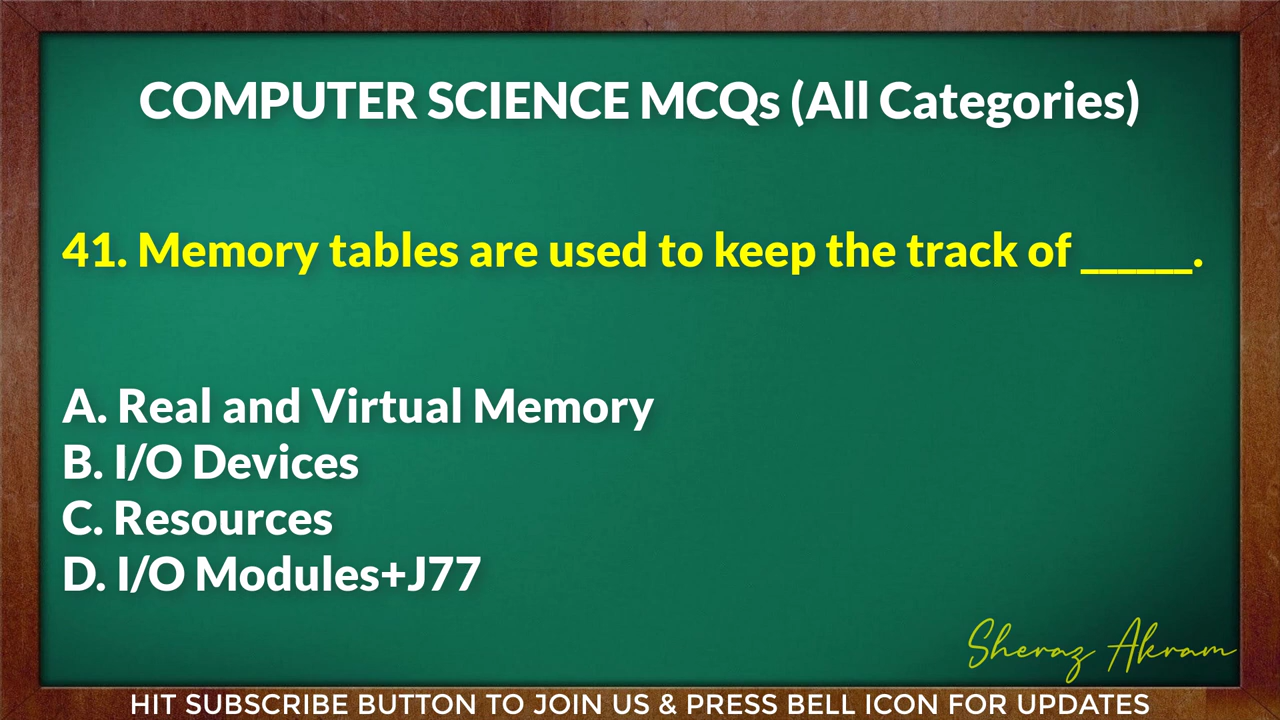 COMPUTER SCIENCE MCQs (All Categories)
41. Memory tables are used to keep the track of ______.
A. Real and Virtual Memory
B. I/O Devices
C. Resources
D. I/O Modules+J77
Sheraz Akram
HIT SUBSCRIBE BUTTON TO JOIN US & PRESS BELL ICON FOR UPDATES